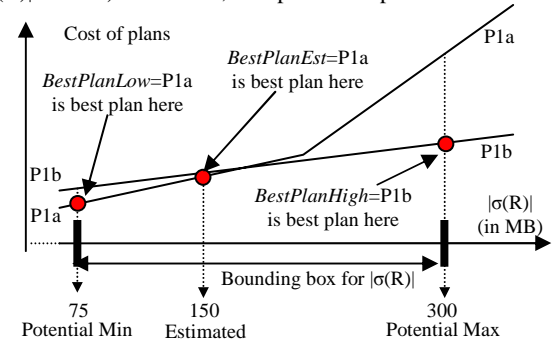 Cost of plans
P1a
BestPlanEst=P1a
is best plan here
BestPlanLow=P1a
is best plan here
P1b
P1b
P1a
BestPlanHigh=P1b
is best plan here
|σ(R)|
(in MB)
Bounding box for |σ(R)|
75
150
300
Potential Min
Estimated
Potential Max